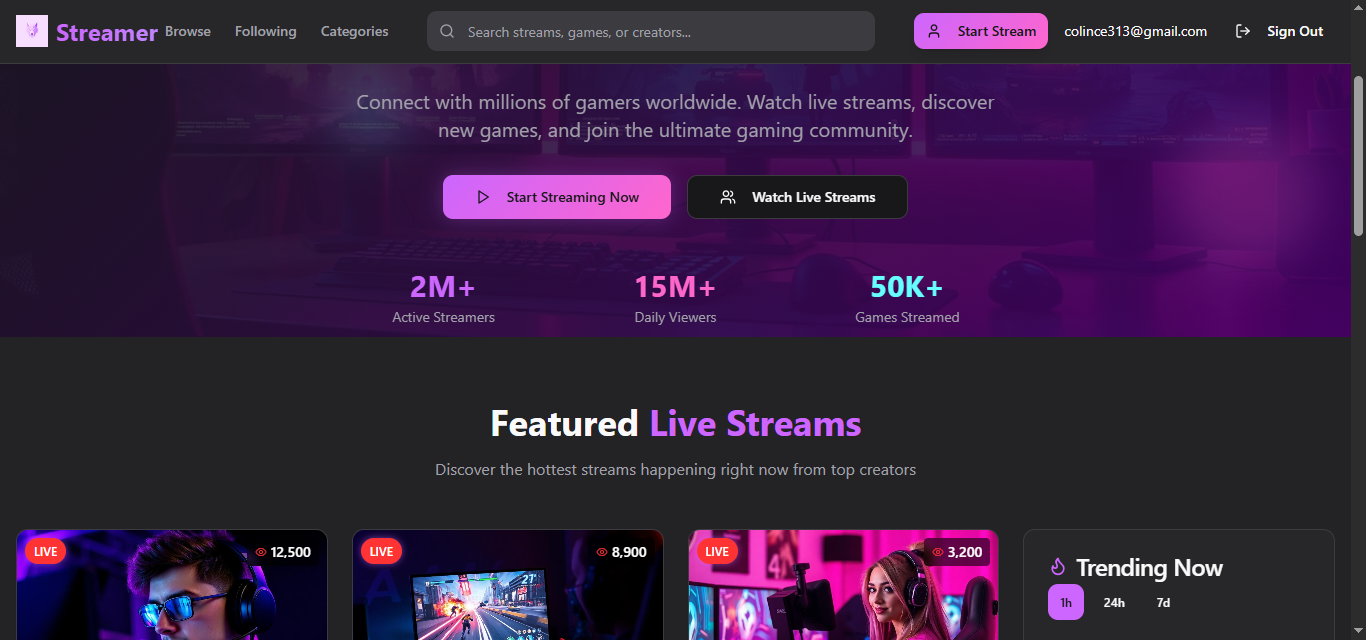 Streamer Browse Following Categories Search streams, games, or creators... Start Stream colince313@gmail.com Sign Out
Connect with millions of gamers worldwide. Watch live streams, discover
new games, and join the ultimate gaming community.
Start Streaming Now Watch Live Streams
2M+ 15M+ 50K+
Active Streamers Daily Viewers Games Streamed
Featured Live Streams
Discover the hottest streams happening right now from top creators
LIVE 12,500 LIVE 8,900 LIVE 3,200
27
Trending Now
1h 24h 7d